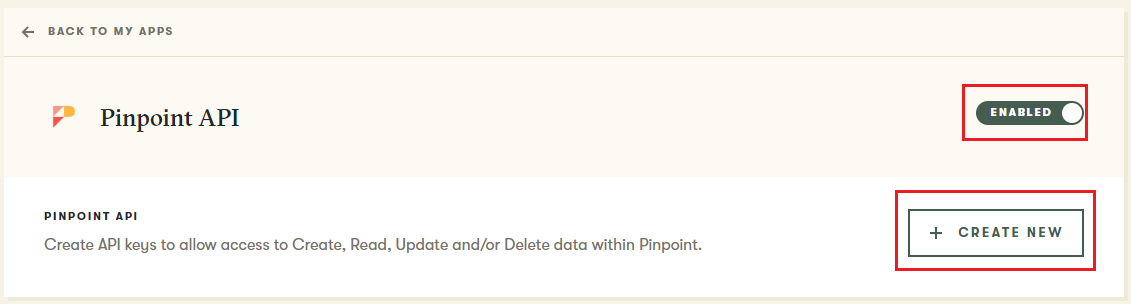 BACK TO MY APPS
Pinpoint API
ENABLED
PINPOINT API
Create API keys to allow access to Create, Read, Update and/or Delete data within Pinpoint.
+ CREATE NEW